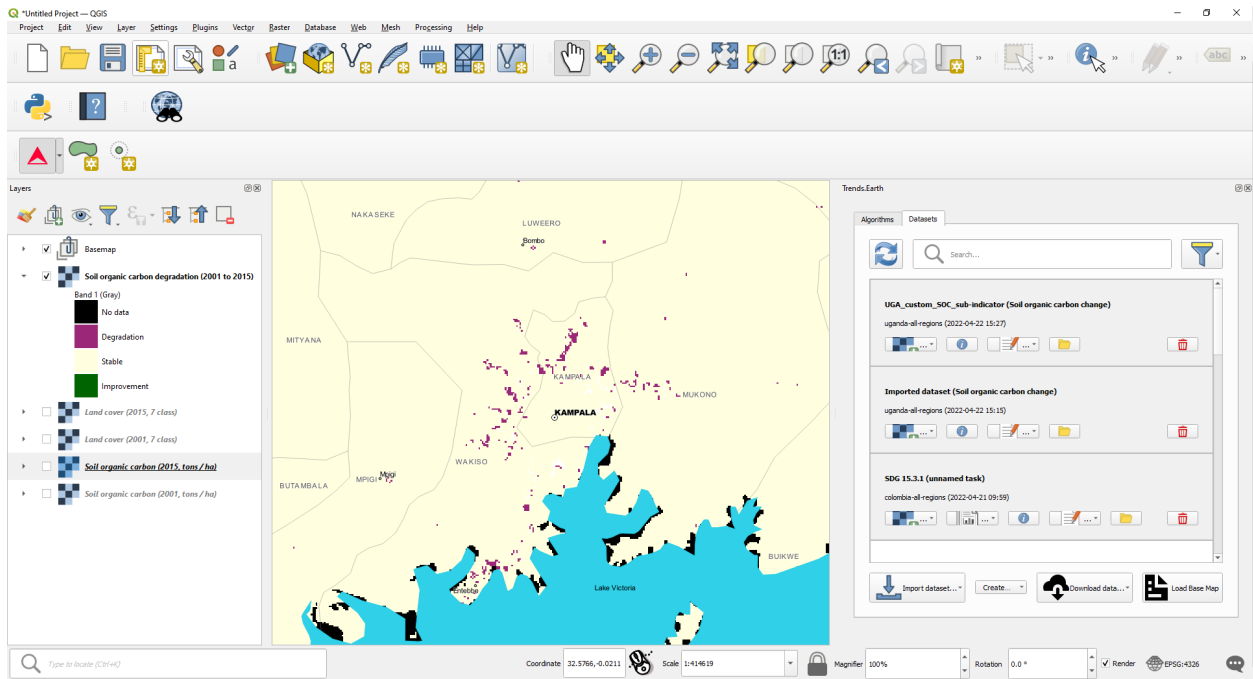 *Untitled Project — QGIS
Project Edit View Layer Settings Plugins Vector Raster Database Web Mesh Processing Help
a
1:1
»
»
»
»
abc
»
?
Layers
Basemap
Soil organic carbon degradation (2001 to 2015)
Band 1 (Gray)
No data
Degradation
Stable
Improvement
Land cover (2015, 7 class)
Land cover (2001, 7 class)
Soil organic carbon (2015, tons / ha)
Soil organic carbon (2001, tons / ha)
NAKASEKE
LUWEERO
Bombo
MITYANA
KAMPALA
MUKONO
KAMPALA
WAKISO
Mpigi
MPIGI
BUTAMBALA
BUIKWE
Entebbe
Lake Victoria
Trends.Earth
Algorithms Datasets
Search...
UGA_custom_SOC_sub-indicator (Soil organic carbon change)
uganda-all-regions (2022-04-22 15:27)
... ...
Imported dataset (Soil organic carbon change)
uganda-all-regions (2022-04-22 15:15)
... ...
SDG 15.3.1 (unnamed task)
colombia-all-regions (2022-04-21 09:59)
... ... ...
Import dataset... Create... Download data... Load Base Map
Type to locate (Ctrl+K)
Coordinate 32.5766,-0.0211 Scale 1:414619 Magnifier 100% Rotation 0.0 ° Render EPSG:4326